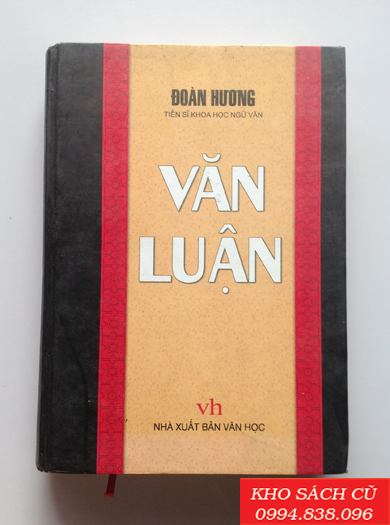 ĐOÀN HƯƠNG
TIẾN SĨ KHOA HỌC NGỮ VĂN
VĂN
LUẬN
vh
NHÀ XUẤT BẢN VĂN HỌC
KHO SÁCH CŨ
0994.838.096